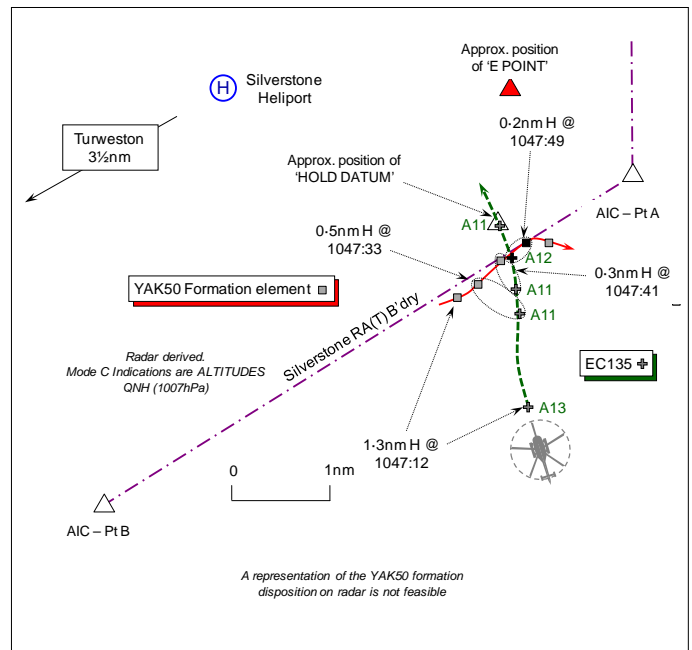 Approx. position
of ‘E POINT’
H
Silverstone
Heliport
0·2nm H @
1047:49
Turweston
3½nm
Approx. position of
‘HOLD DATUM’
AIC – Pt A
A11
0·5nm H @
1047:33
A12
0·3nm H @
1047:41
YAK50 Formation element
A11
A11
Silverstone RA(T) B’dry
Radar derived.
Mode C Indications are ALTITUDES
QNH (1007hPa)
EC135
A13
1·3nm H @
1047:12
0
1nm
AIC – Pt B
A representation of the YAK50 formation
disposition on radar is not feasible